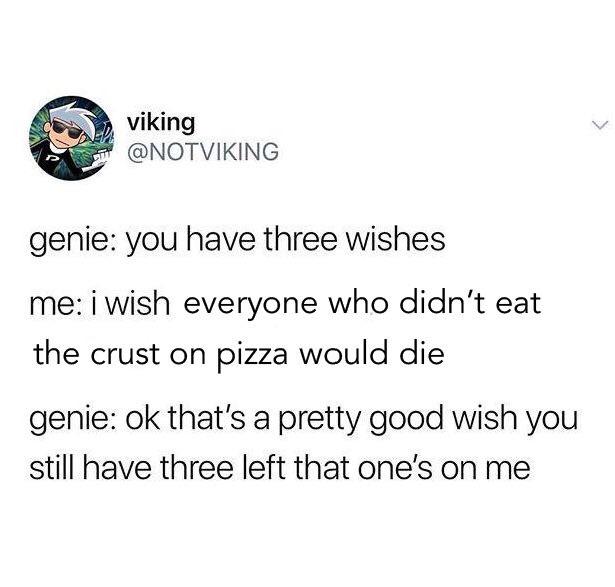 viking
@NOTVIKING
genie: you have three wishes
me: i wish everyone who didn't eat
the crust on pizza would die
genie: ok that's a pretty good wish you
still have three left that one's on me